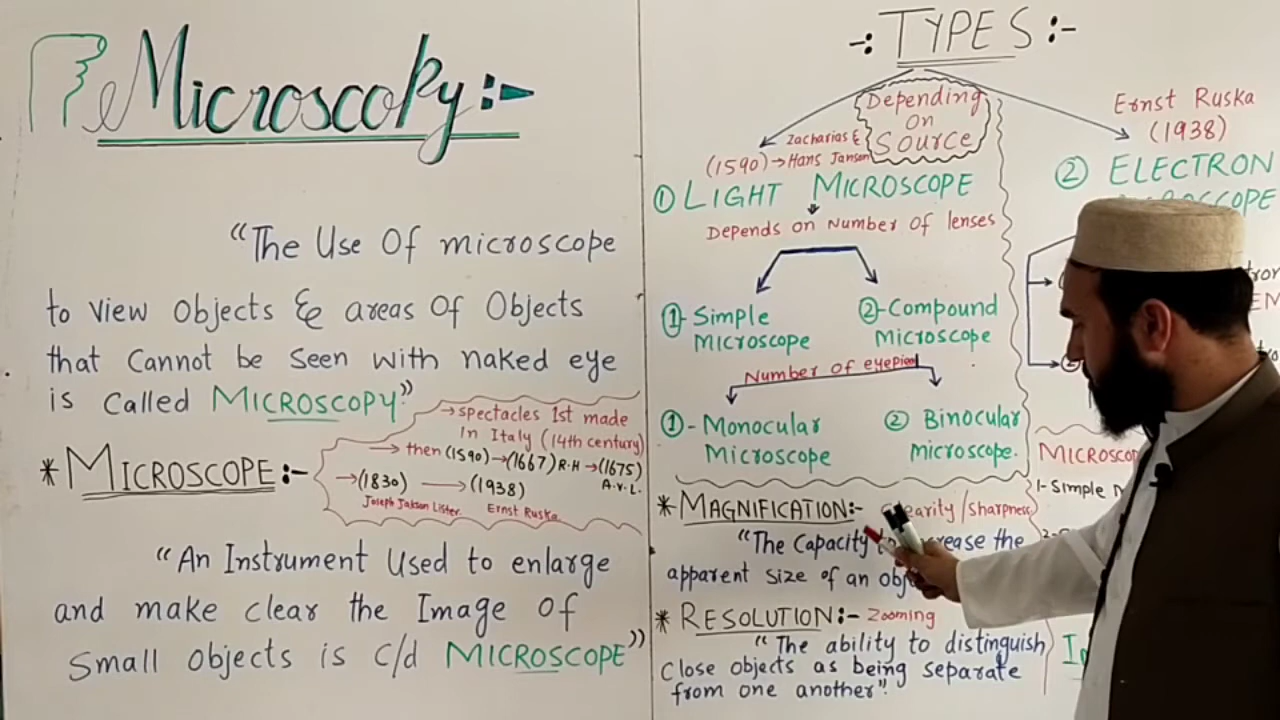 Microscopy:-
"The Use Of microscope
to view Objects & areas Of Objects
that Cannot be Seen with naked eye
is Called MICROSCOPY"
* MICROSCOPE:-
→ spectacles 1st made
In Italy (14th century)
→ then (1590) → (1667) R.H → (1675)
A.V.L.
→ (1830) → (1938)
Joseph Jakson Lister. Ernst Ruska
"An Instrument Used to enlarge
and make clear the Image Of
Small Objects is c/d MICROSCOPE"
-: TYPES :-
Depending
On
Source
Zacharias &
(1590) → Hans Janson
① LIGHT MICROSCOPE
Depends on Number of lenses
①- Simple
Microscope
②- Compound
Microscope
Number of eyepiece
①- Monocular
Microscope
② Binocular
microscope.
Ernst Ruska
(1938)
② ELECTRON
* MAGNIFICATION:- /Sharpness
"The Capacity the
apparent Size of an
* RESOLUTION:- Zooming
"The ability to distinguish
Close objects as being separate
from one another"
1- Simple